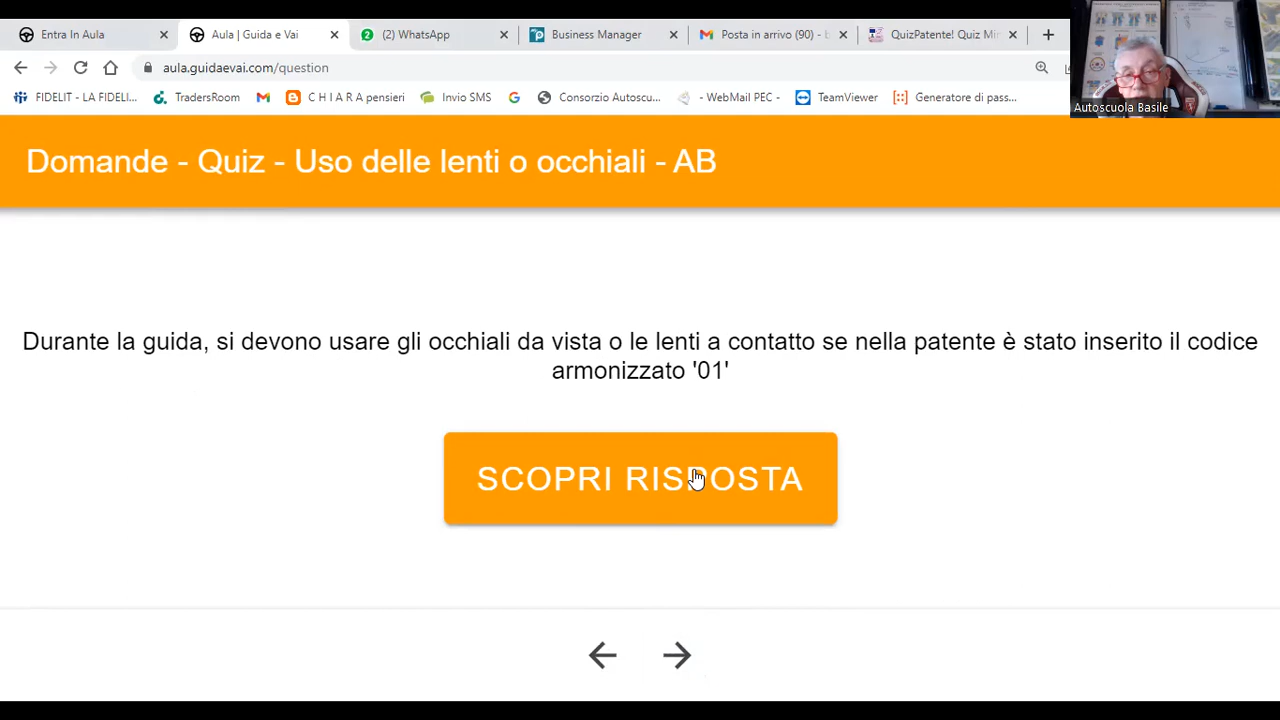 Entra In Aula
Aula | Guida e Vai
(2) WhatsApp
Business Manager
Posta in arrivo (90) - b
QuizPatente! Quiz Min
aula.guidaevai.com/question
FIDELIT - LA FIDELI...
TradersRoom
C H I A R A pensieri
Invio SMS
Consorzio Autoscu...
- WebMail PEC -
TeamViewer
Generatore di pass...
Autoscuola Basile
Domande - Quiz - Uso delle lenti o occhiali - AB
Durante la guida, si devono usare gli occhiali da vista o le lenti a contatto se nella patente è stato inserito il codice
armonizzato '01'
SCOPRI RISPOSTA